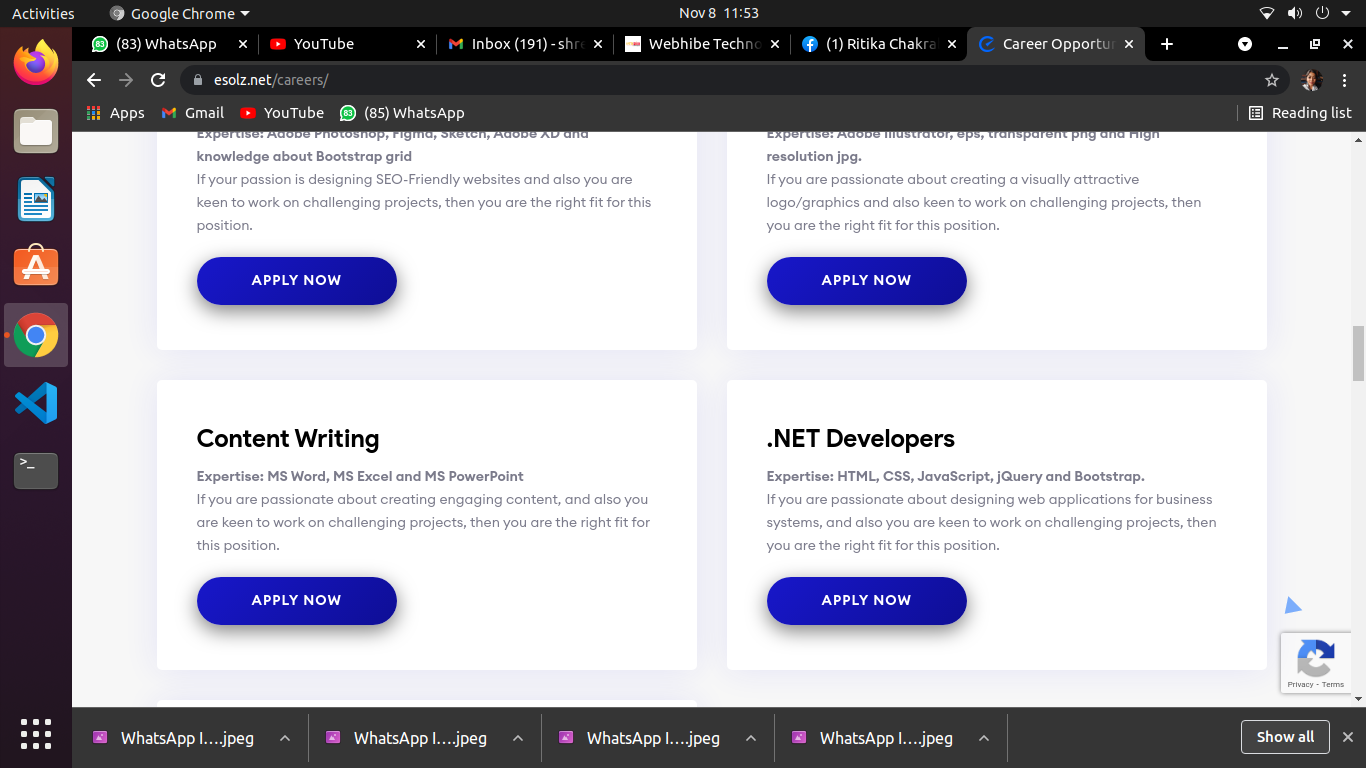 Activities
Google Chrome
Nov 8 11:53
(83) WhatsApp
YouTube
Inbox (191) - shre
Webhibe Techno
(1) Ritika Chakra
Career Opportun
esolz.net/careers/
Apps
Gmail
YouTube
(85) WhatsApp
Reading list
Expertise: Adobe Photoshop, Figma, Sketch, Adobe XD and
knowledge about Bootstrap grid
If your passion is designing SEO-Friendly websites and also you are
keen to work on challenging projects, then you are the right fit for this
position.
APPLY NOW
Expertise: Adobe Illustrator, eps, transparent png and High
resolution jpg.
If you are passionate about creating a visually attractive
logo/graphics and also keen to work on challenging projects, then
you are the right fit for this position.
APPLY NOW
Content Writing
Expertise: MS Word, MS Excel and MS PowerPoint
If you are passionate about creating engaging content, and also you
are keen to work on challenging projects, then you are the right fit for
this position.
APPLY NOW
.NET Developers
Expertise: HTML, CSS, JavaScript, jQuery and Bootstrap.
If you are passionate about designing web applications for business
systems, and also you are keen to work on challenging projects, then
you are the right fit for this position.
APPLY NOW
Privacy - Terms
WhatsApp I....jpeg
WhatsApp I....jpeg
WhatsApp I....jpeg
WhatsApp I....jpeg
Show all